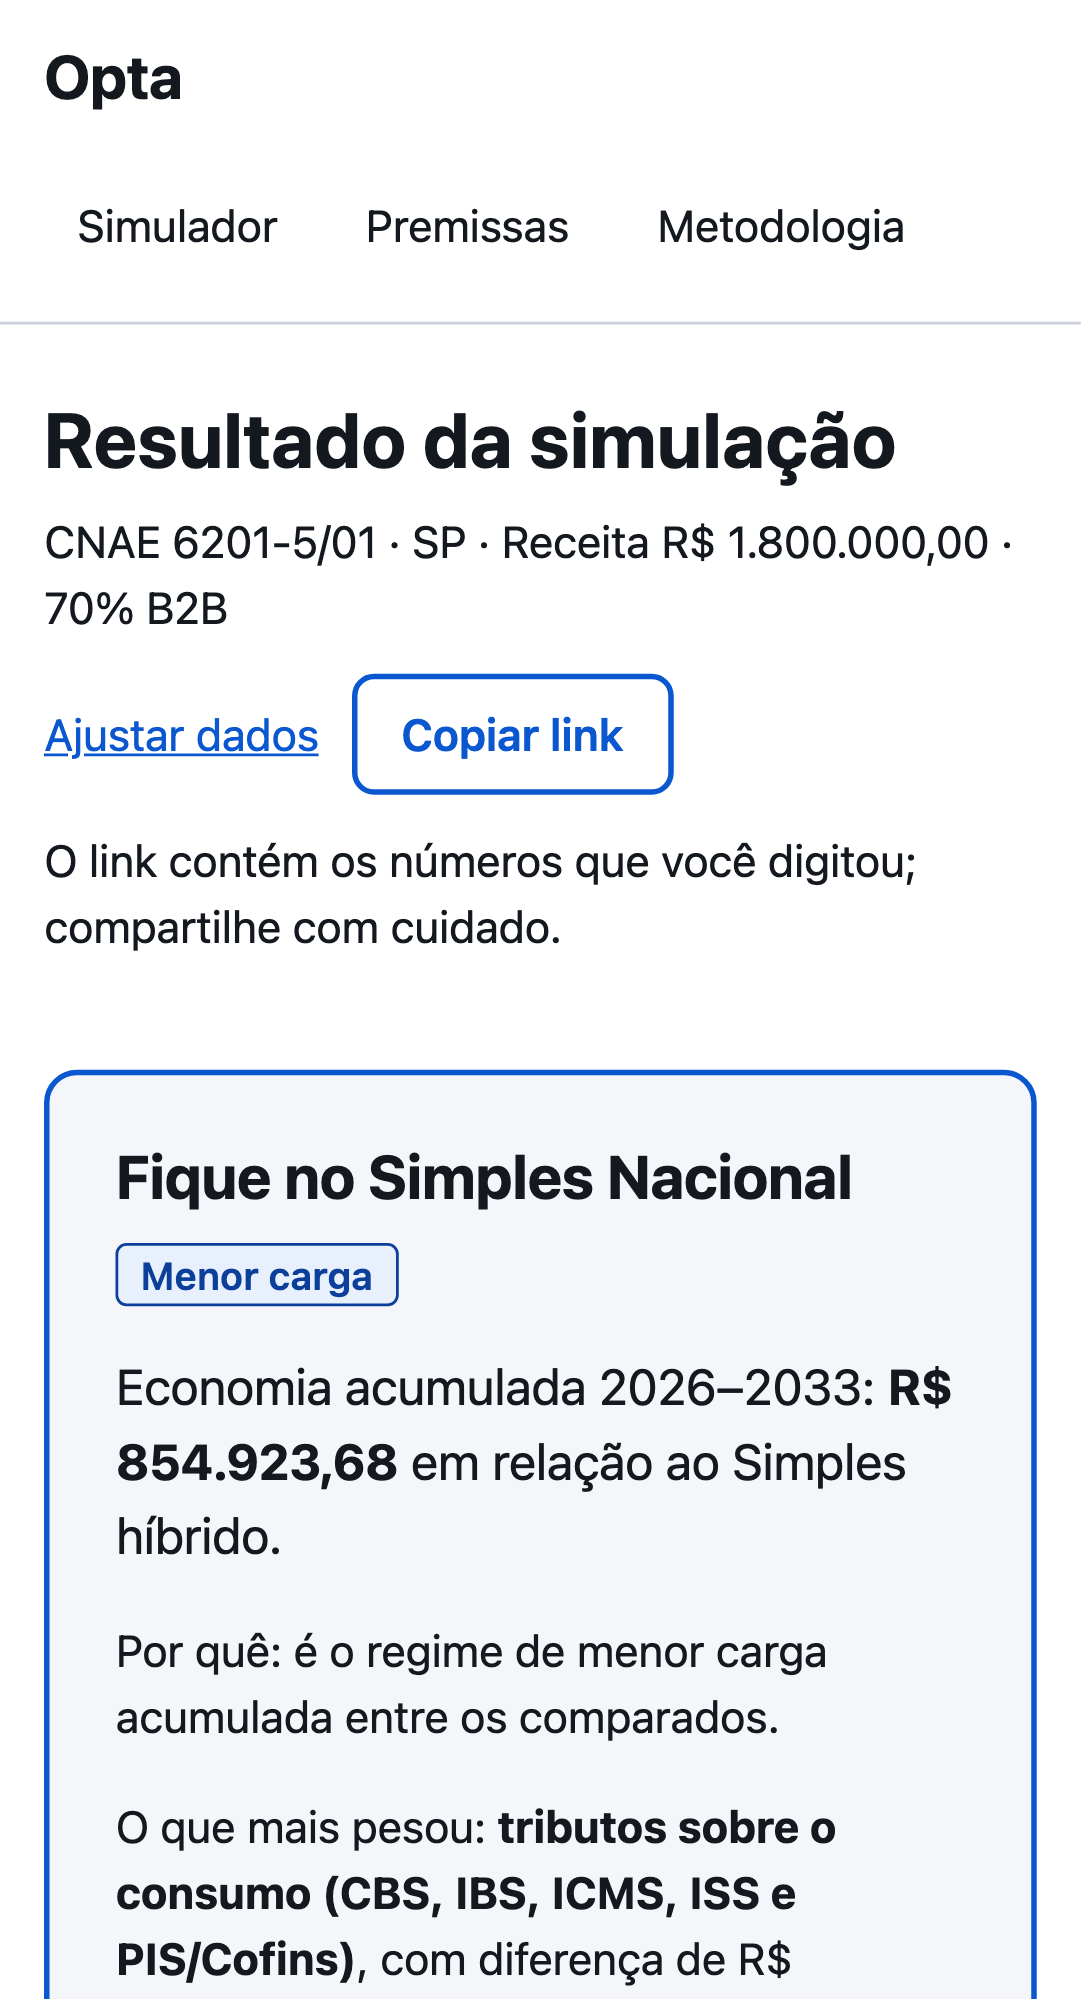 Opta
Simulador Premissas Metodologia
Resultado da simulação
CNAE 6201-5/01 · SP · Receita R$ 1.800.000,00 ·
70% B2B
Ajustar dados Copiar link
O link contém os números que você digitou;
compartilhe com cuidado.
Fique no Simples Nacional
Menor carga
Economia acumulada 2026–2033: R$
854.923,68 em relação ao Simples
híbrido.
Por quê: é o regime de menor carga
acumulada entre os comparados.
O que mais pesou: tributos sobre o
consumo (CBS, IBS, ICMS, ISS e
PIS/Cofins), com diferença de R$